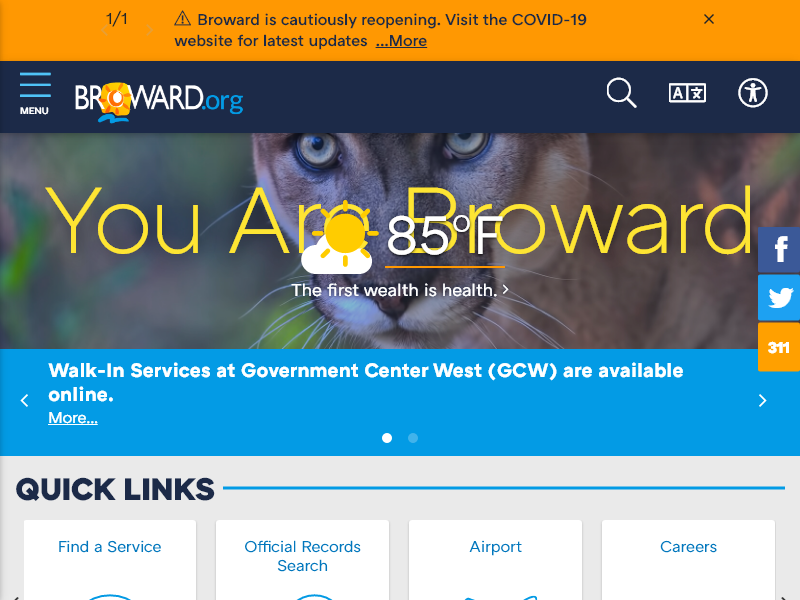 1/1
⚠ Broward is cautiously reopening. Visit the COVID-19
website for latest updates ...More
×
MENU
BROWARD.org
A文
You Are Broward
85°F
The first wealth is health. ›
f
311
Walk-In Services at Government Center West (GCW) are available
online.
More...
QUICK LINKS
Find a Service
Official Records
Search
Airport
Careers